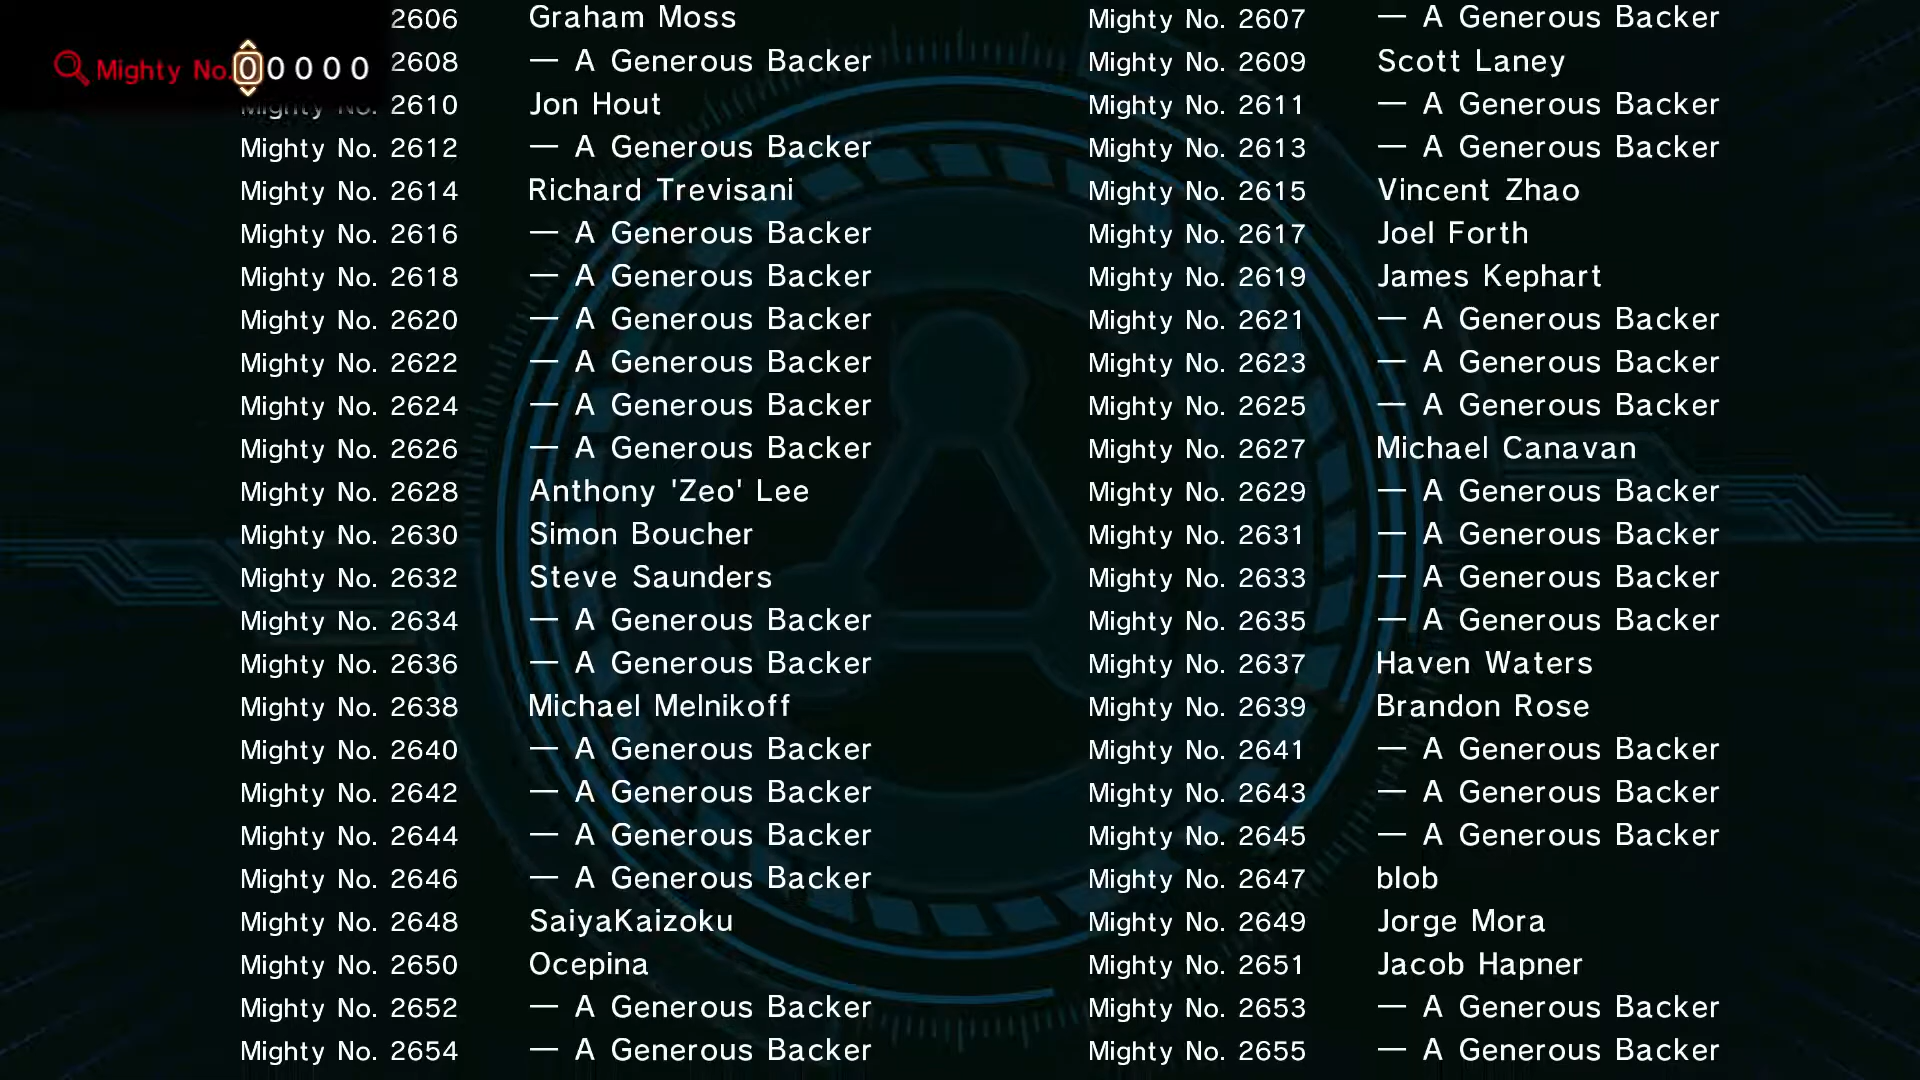 2606 Graham Moss Mighty No. 2607 — A Generous Backer
Mighty No. 00000
2608 — A Generous Backer Mighty No. 2609 Scott Laney
Mighty No. 2610 Jon Hout Mighty No. 2611 — A Generous Backer
Mighty No. 2612 — A Generous Backer Mighty No. 2613 — A Generous Backer
Mighty No. 2614 Richard Trevisani Mighty No. 2615 Vincent Zhao
Mighty No. 2616 — A Generous Backer Mighty No. 2617 Joel Forth
Mighty No. 2618 — A Generous Backer Mighty No. 2619 James Kephart
Mighty No. 2620 — A Generous Backer Mighty No. 2621 — A Generous Backer
Mighty No. 2622 — A Generous Backer Mighty No. 2623 — A Generous Backer
Mighty No. 2624 — A Generous Backer Mighty No. 2625 — A Generous Backer
Mighty No. 2626 — A Generous Backer Mighty No. 2627 Michael Canavan
Mighty No. 2628 Anthony 'Zeo' Lee Mighty No. 2629 — A Generous Backer
Mighty No. 2630 Simon Boucher Mighty No. 2631 — A Generous Backer
Mighty No. 2632 Steve Saunders Mighty No. 2633 — A Generous Backer
Mighty No. 2634 — A Generous Backer Mighty No. 2635 — A Generous Backer
Mighty No. 2636 — A Generous Backer Mighty No. 2637 Haven Waters
Mighty No. 2638 Michael Melnikoff Mighty No. 2639 Brandon Rose
Mighty No. 2640 — A Generous Backer Mighty No. 2641 — A Generous Backer
Mighty No. 2642 — A Generous Backer Mighty No. 2643 — A Generous Backer
Mighty No. 2644 — A Generous Backer Mighty No. 2645 — A Generous Backer
Mighty No. 2646 — A Generous Backer Mighty No. 2647 blob
Mighty No. 2648 SaiyaKaizoku Mighty No. 2649 Jorge Mora
Mighty No. 2650 Ocepina Mighty No. 2651 Jacob Hapner
Mighty No. 2652 — A Generous Backer Mighty No. 2653 — A Generous Backer
Mighty No. 2654 — A Generous Backer Mighty No. 2655 — A Generous Backer